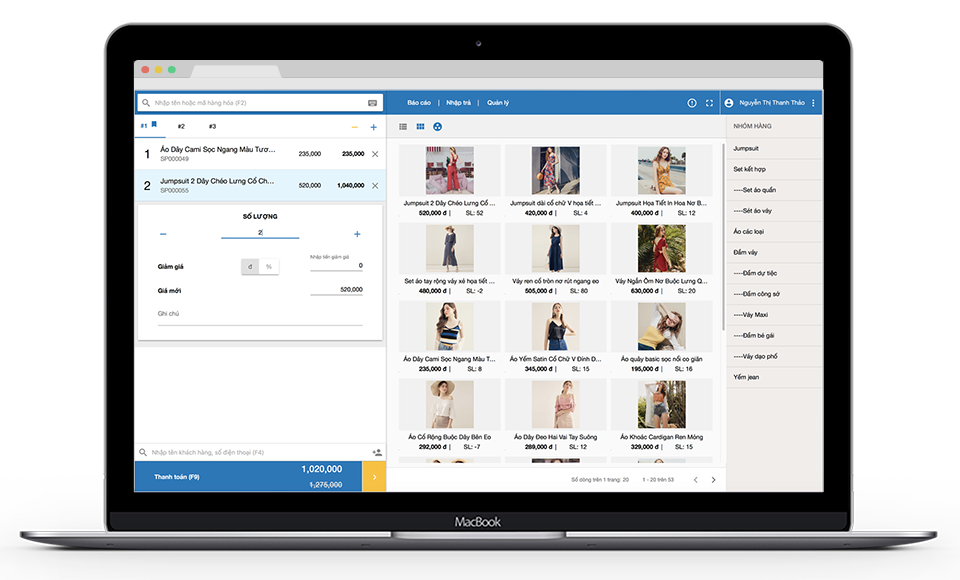 Nhập tên hoặc mã hàng hóa (F2)
Báo cáo | Nhập trả | Quản lý
Nguyễn Thị Thanh Thảo
#1 #2 #3
1 Áo Dây Cami Sọc Ngang Màu Tươ... 235,000 235,000
SP000049
2 Jumpsuit 2 Dây Chéo Lưng Cổ Ch... 520,000 1,040,000
SP000055
SỐ LƯỢNG
2
Giảm giá đ % Nhập tiền giảm giá 0
Giá mới 520,000
Ghi chú
Nhập tên khách hàng, số điện thoại (F4)
Thanh toán (F9) 1,020,000
1,275,000
Jumpsuit 2 Dây Chéo Lưng Cổ ...
520,000 đ | SL: 52
Jumpsuit dài cổ chữ V họa tiết ...
420,000 đ | SL: 4
Jumpsuit Họa Tiết In Hoa Nơ B...
400,000 đ | SL: 12
Set áo tay rộng váy xẻ họa tiết ...
480,000 đ | SL: -2
Váy ren cổ tròn nơ rút ngang eo
505,000 đ | SL: 80
Váy Ngắn Ôm Nơ Buộc Lưng Q...
630,000 đ | SL: 20
Áo Dây Cami Sọc Ngang Màu T...
235,000 đ | SL: 8
Áo Yếm Satin Cổ Chữ V Đính Đ...
345,000 đ | SL: 15
Áo quây basic sọc nổi co giãn
195,000 đ | SL: 16
Áo Cổ Rộng Buộc Dây Bên Eo
292,000 đ | SL: -7
Áo Dây Đeo Hai Vai Tay Suông
289,000 đ | SL: 12
Áo Khoác Cardigan Ren Mỏng
329,000 đ | SL: 15
Số dòng trên 1 trang: 20 1 - 20 trên 53
NHÓM HÀNG
Jumpsuit
Set kết hợp
----Set áo quần
----Sét áo váy
Áo các loại
Đầm váy
----Đầm dự tiệc
----Đầm công sở
----Váy Maxi
----Đầm bé gái
----Váy dạo phố
Yếm jean
MacBook